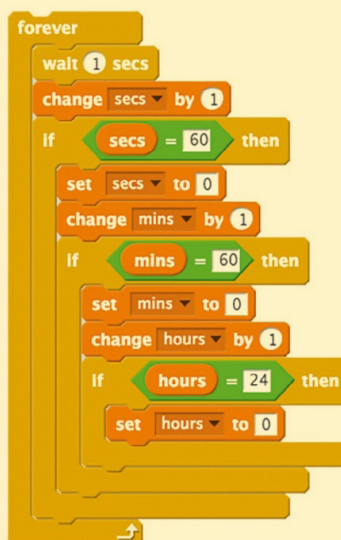 forever
wait 1 secs
change secs by 1
if secs = 60 then
set secs to 0
change mins by 1
if mins = 60 then
set mins to 0
change hours by 1
if hours = 24 then
set hours to 0